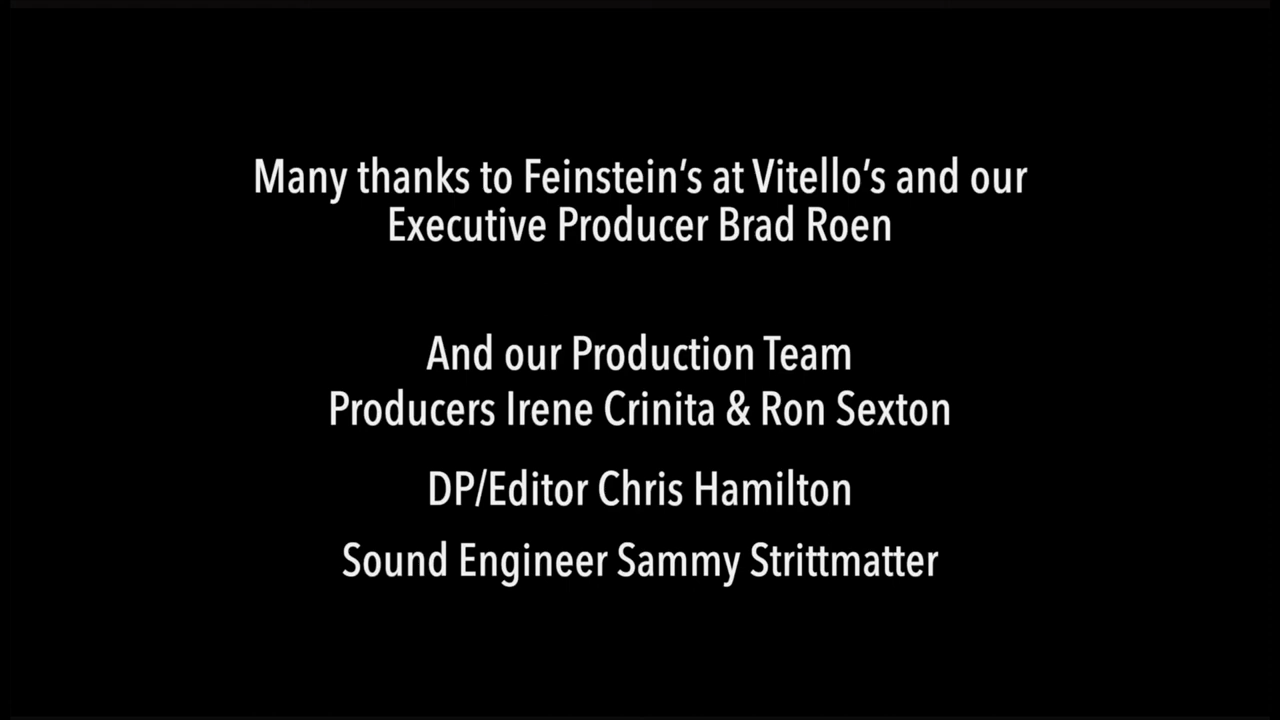 Many thanks to Feinstein’s at Vitello’s and our
Executive Producer Brad Roen
And our Production Team
Producers Irene Crinita & Ron Sexton
DP/Editor Chris Hamilton
Sound Engineer Sammy Strittmatter